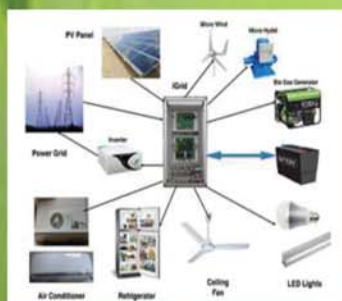 Micro Wind
Micro Hydel
PV Panel
iGrid
Bio Gas Generator
Inverter
Power Grid
Air Conditioner
Refrigerator
Ceiling
Fan
LED Lights